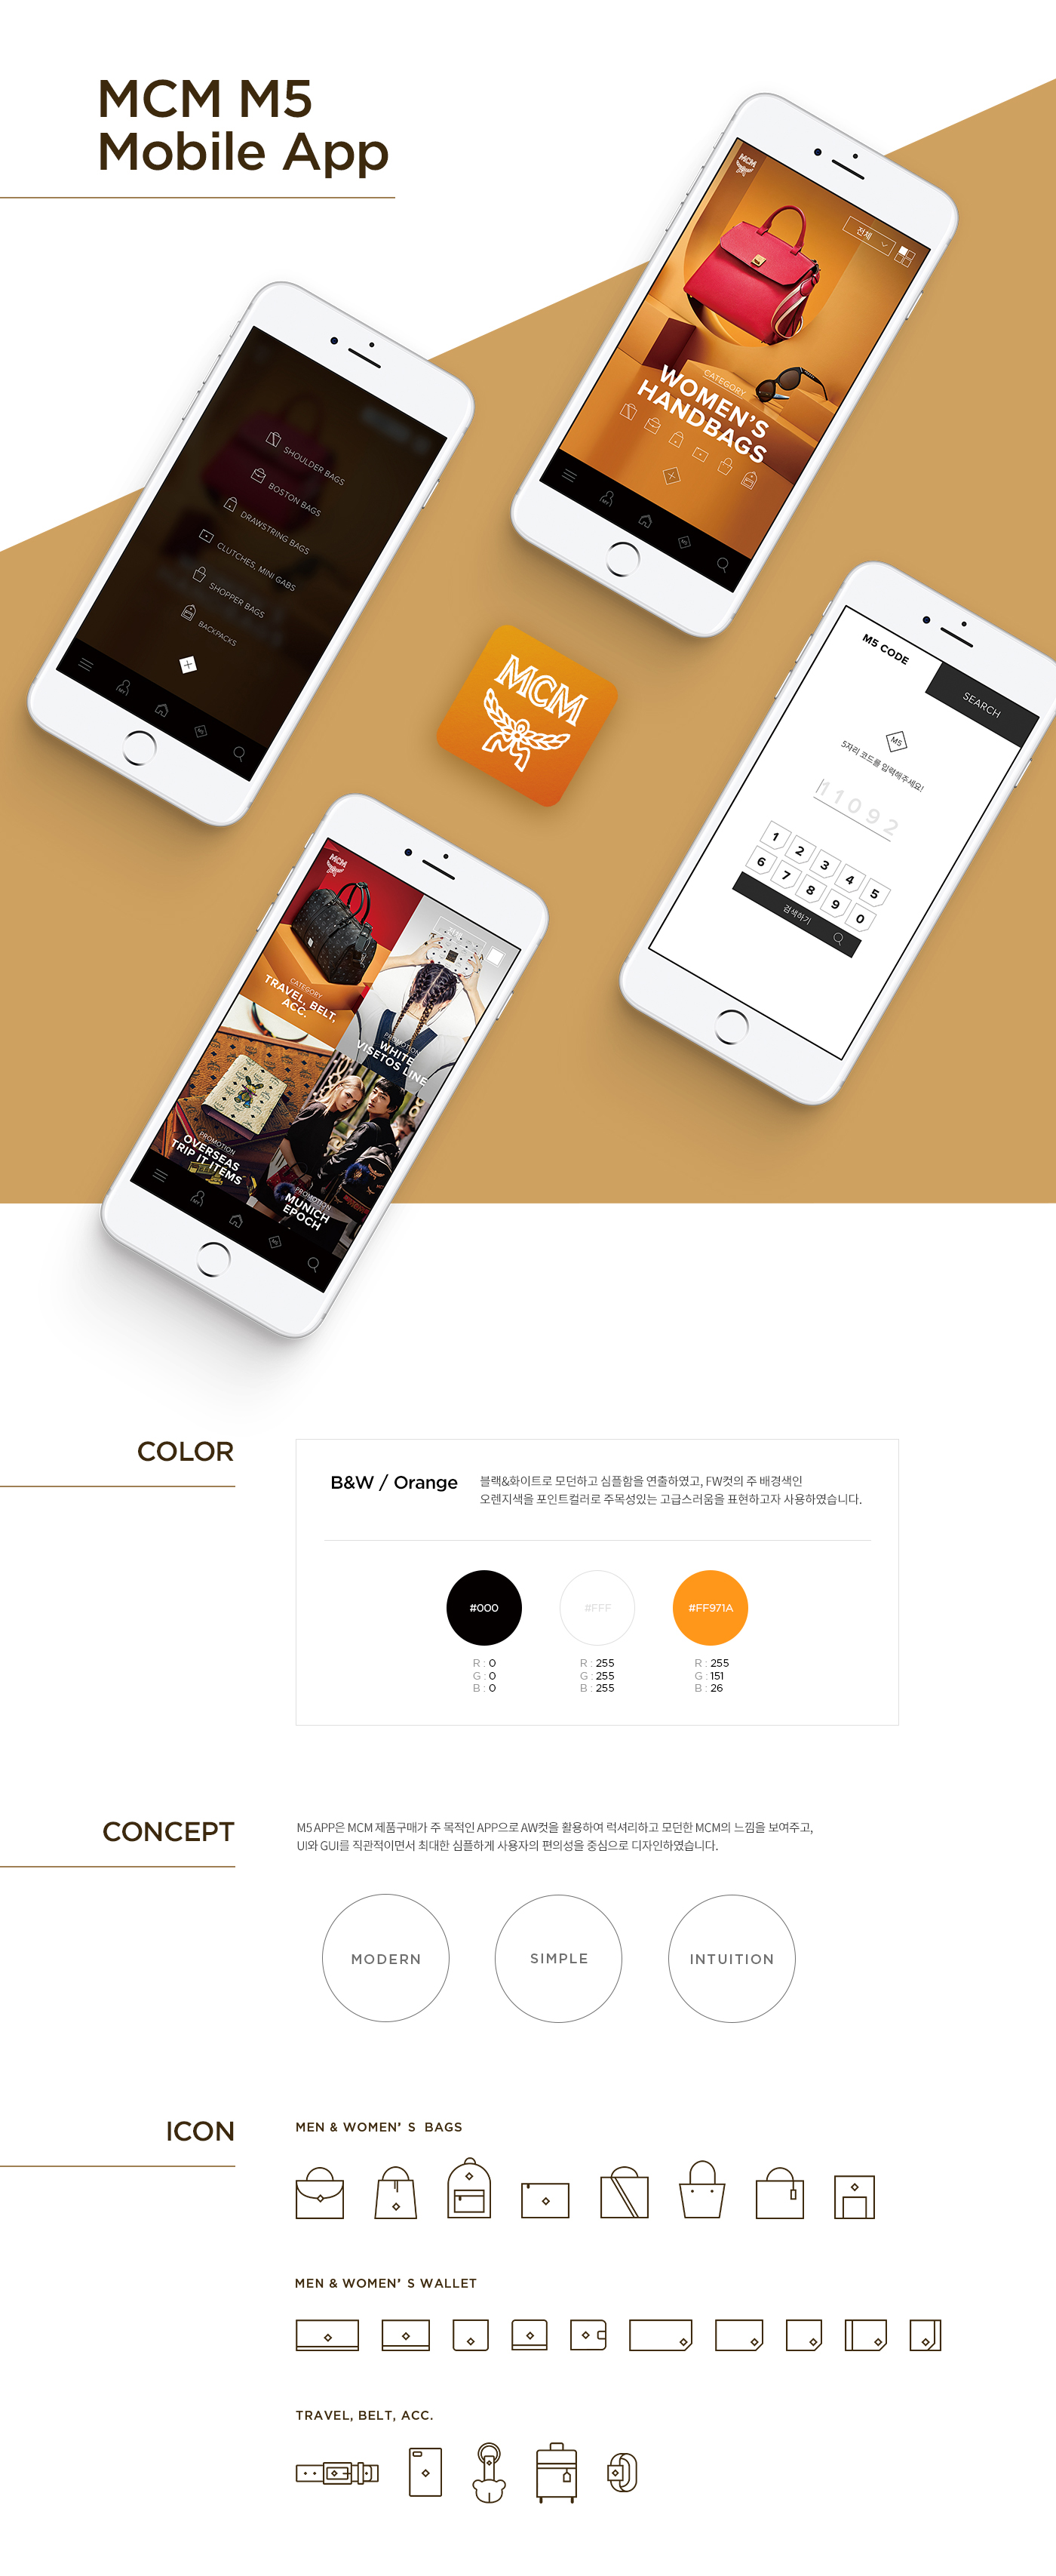 MCM M5
Mobile App
MCM
전체
CATEGORY
WOMEN'S
HANDBAGS
MY
SHOULDER BAGS
BOSTON BAGS
DRAWSTRING BAGS
CLUTCHES, MINI GABS
SHOPPER BAGS
BACKPACKS
MY
MCM
M5 CODE
SEARCH
M5
5자리 코드를 입력해주세요!
11092
1 2 3 4 5
6 7 8 9 0
검색하기
MCM
CATEGORY
TRAVEL, BELT,
ACC.
PROMOTION
WHITE
VISETOS LINE
PROMOTION
OVERSEAS
TRIP IT ITEMS
PROMOTION
MUNICH
EPOCH
MY
COLOR
B&W / Orange
블랙&화이트로 모던하고 심플함을 연출하였고, FW컷의 주 배경색인
오렌지색을 포인트컬러로 주목성있는 고급스러움을 표현하고자 사용하였습니다.
#000
#FFF
#FF971A
R : 0
G : 0
B : 0
R : 255
G : 255
B : 255
R : 255
G : 151
B : 26
CONCEPT
M5 APP은 MCM 제품구매가 주 목적인 APP으로 AW컷을 활용하여 럭셔리하고 모던한 MCM의 느낌을 보여주고,
UI와 GUI를 직관적이면서 최대한 심플하게 사용자의 편의성을 중심으로 디자인하였습니다.
MODERN
SIMPLE
INTUITION
ICON
MEN & WOMEN' S BAGS
MEN & WOMEN' S WALLET
TRAVEL, BELT, ACC.